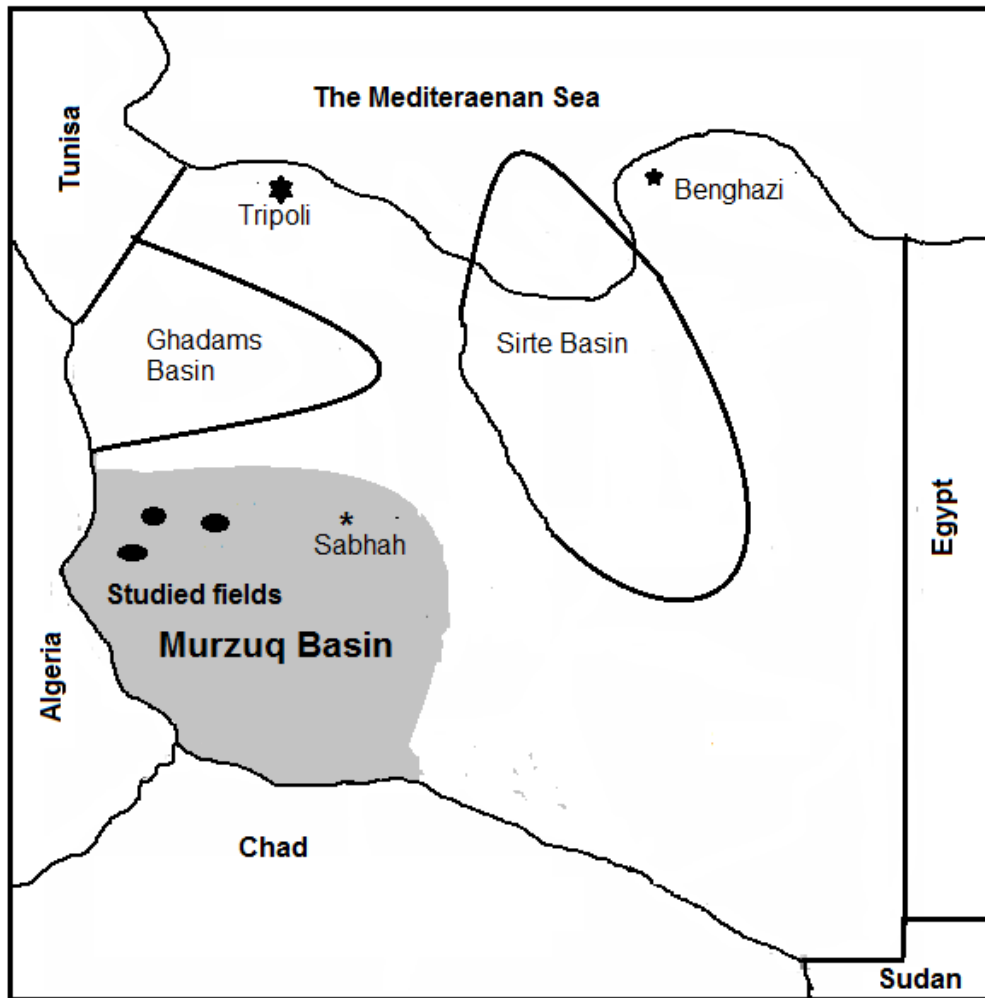 The Mediteraenan Sea
Tunisa
Tripoli
Benghazi
Ghadams
Basin
Sirte Basin
Sabhah
Studied fields
Murzuq Basin
Egypt
Algeria
Chad
Sudan